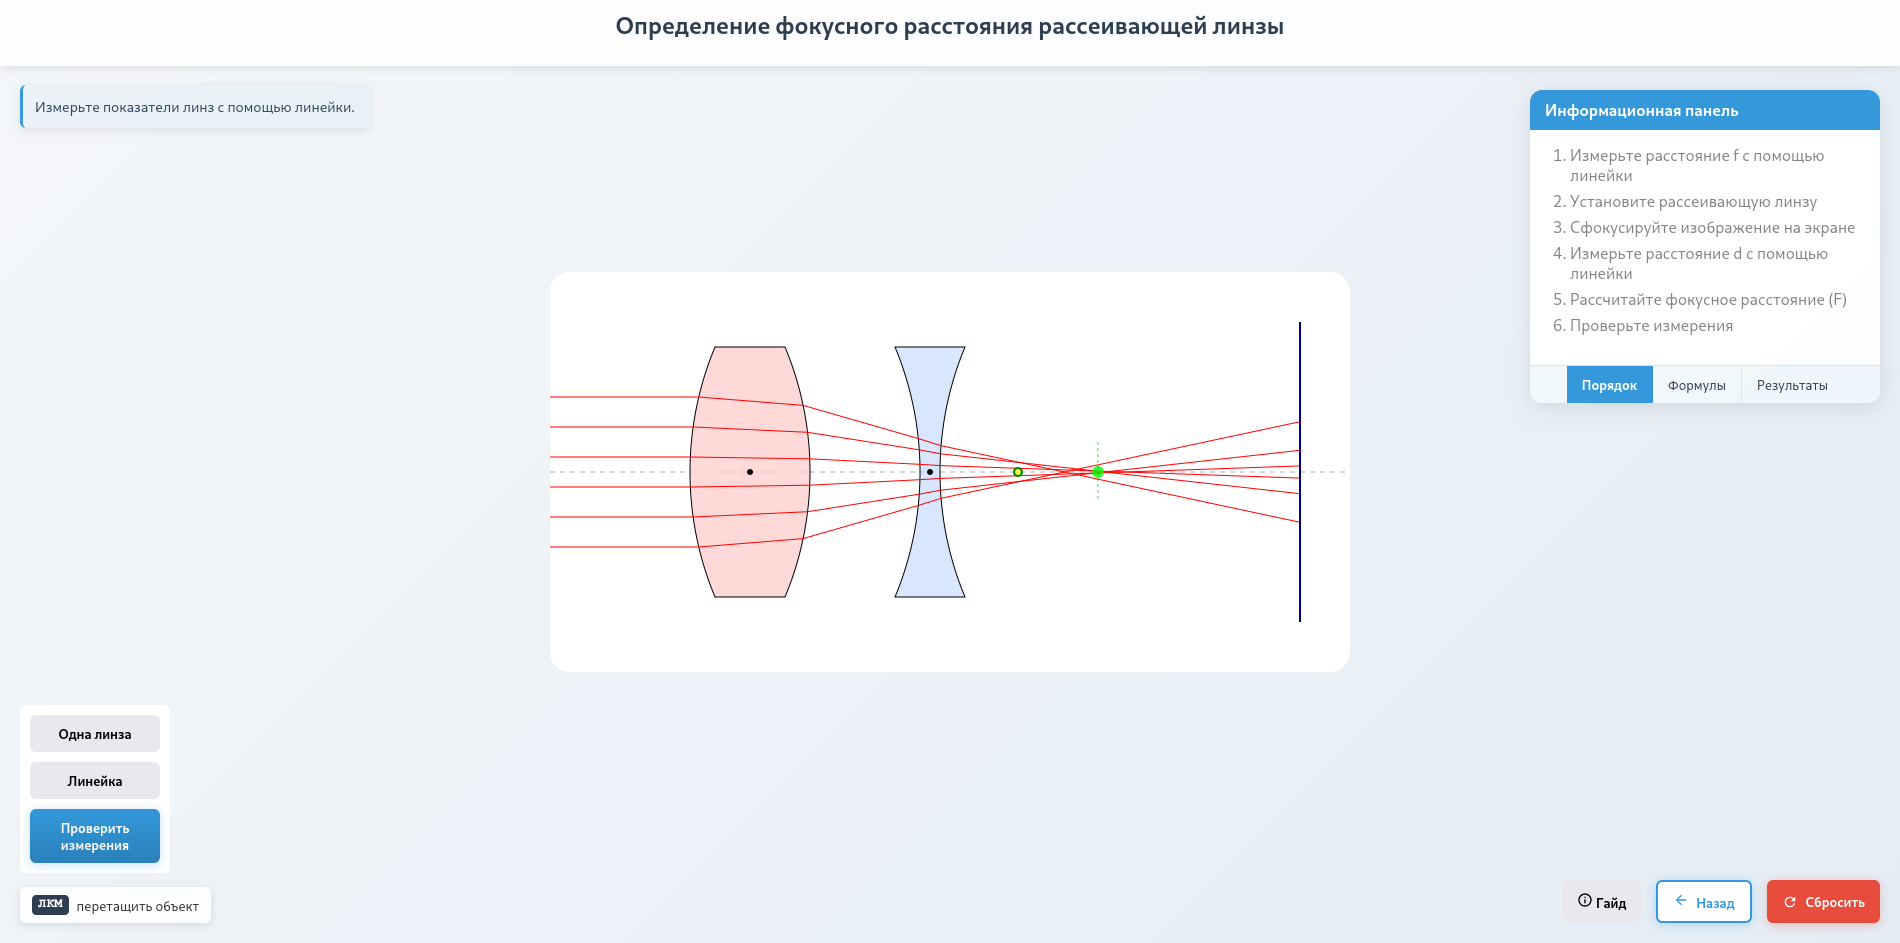 Определение фокусного расстояния рассеивающей линзы
Измерьте показатели линз с помощью линейки.
Информационная панель
1. Измерьте расстояние f с помощью
линейки
2. Установите рассеивающую линзу
3. Сфокусируйте изображение на экране
4. Измерьте расстояние d с помощью
линейки
5. Рассчитайте фокусное расстояние (F)
6. Проверьте измерения
Порядок
Формулы
Результаты
Одна линза
Линейка
Проверить
измерения
ЛКМ перетащить объект
Гайд
Назад
Сбросить